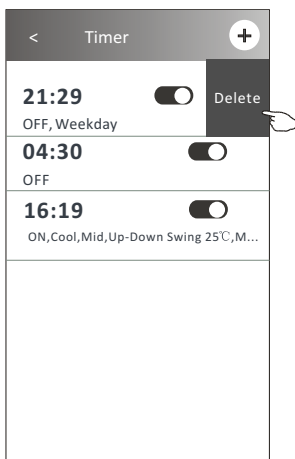 < Timer +
21:29 Delete
OFF, Weekday
04:30
OFF
16:19
ON,Cool,Mid,Up-Down Swing 25℃,M...